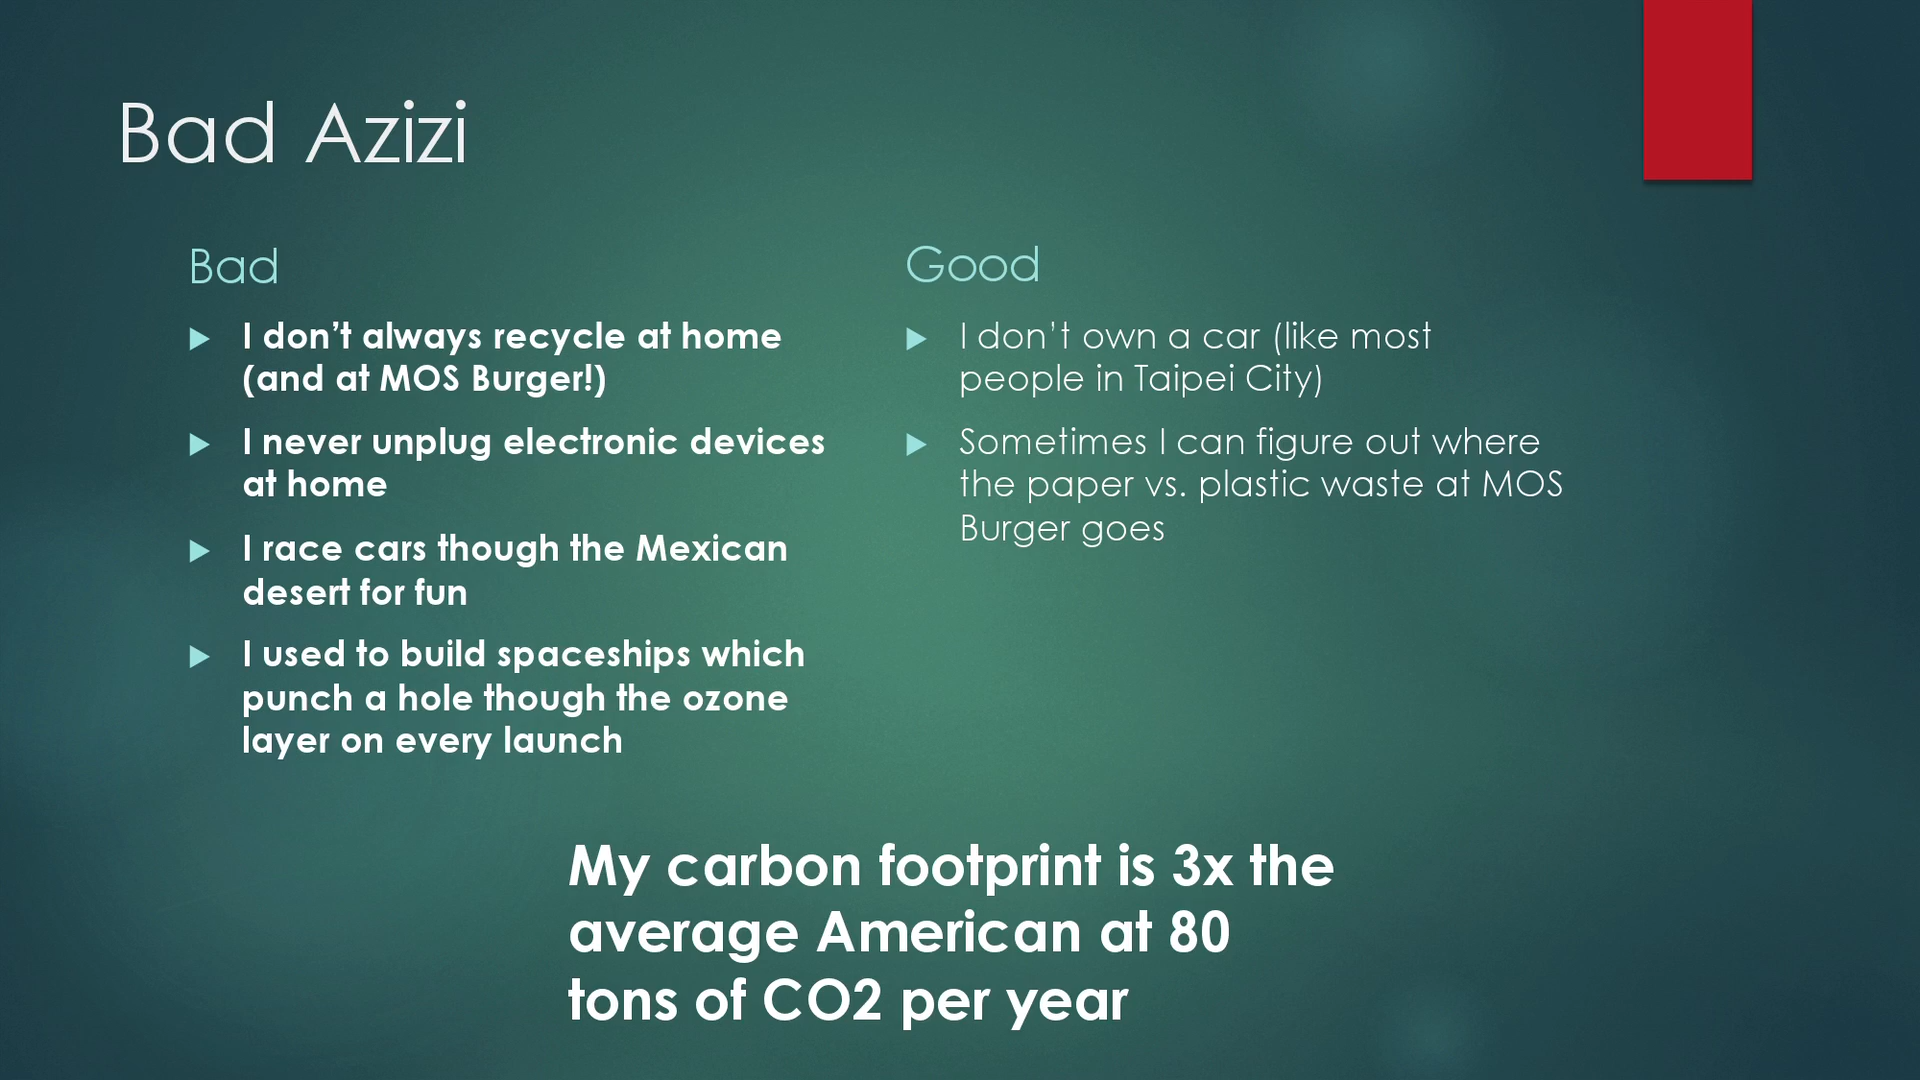 Bad Azizi
Bad
I don’t always recycle at home
(and at MOS Burger!)
I never unplug electronic devices
at home
I race cars though the Mexican
desert for fun
I used to build spaceships which
punch a hole though the ozone
layer on every launch
Good
I don’t own a car (like most
people in Taipei City)
Sometimes I can figure out where
the paper vs. plastic waste at MOS
Burger goes
My carbon footprint is 3x the
average American at 80
tons of CO2 per year